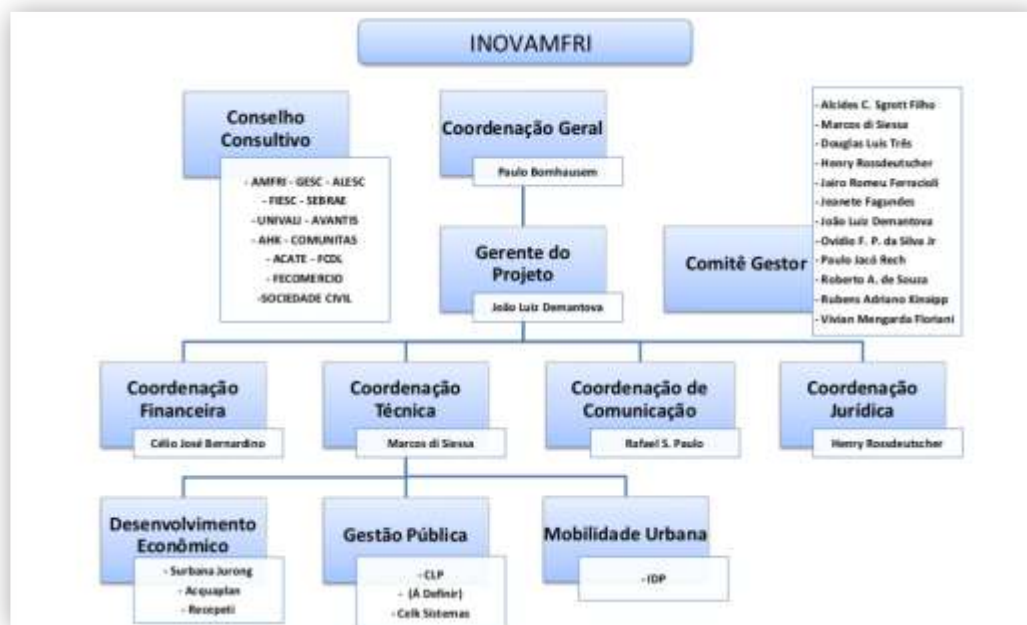 INOVAMFRI
Conselho
Consultivo
- AMFRI - GESC - ALESC
- FIESC - SEBRAE
- UNIVALI - AVANTIS
- AHK - COMUNITAS
- ACATE - FCDL
- FECOMERCIO
-SOCIEDADE CIVIL
Coordenação Geral
Paulo Bornhausem
Gerente do
Projeto
João Luiz Demantova
Comitê Gestor
- Alcides C. Sgrott Filho
- Marcos di Siessa
- Douglas Luis Três
- Henry Rossdeutscher
- Jairo Romeu Ferracioli
- Jeanete Fagundes
- João Luiz Demantova
- Ovidio F. P. da Silva Jr
- Paulo Jacó Rech
- Roberto A. de Souza
- Rubens Adriano Kinaipp
- Vivian Mengarda Floriani
Coordenação
Financeira
Célio José Bernardino
Coordenação
Técnica
Marcos di Siessa
Coordenação de
Comunicação
Rafael S. Paulo
Coordenação
Jurídica
Henry Rossdeutscher
Desenvolvimento
Econômico
- Surbana Jurong
- Acquaplan
- Recepeti
Gestão Pública
- CLP
- (Á Definir)
- Celk Sistemas
Mobilidade Urbana
- IDP